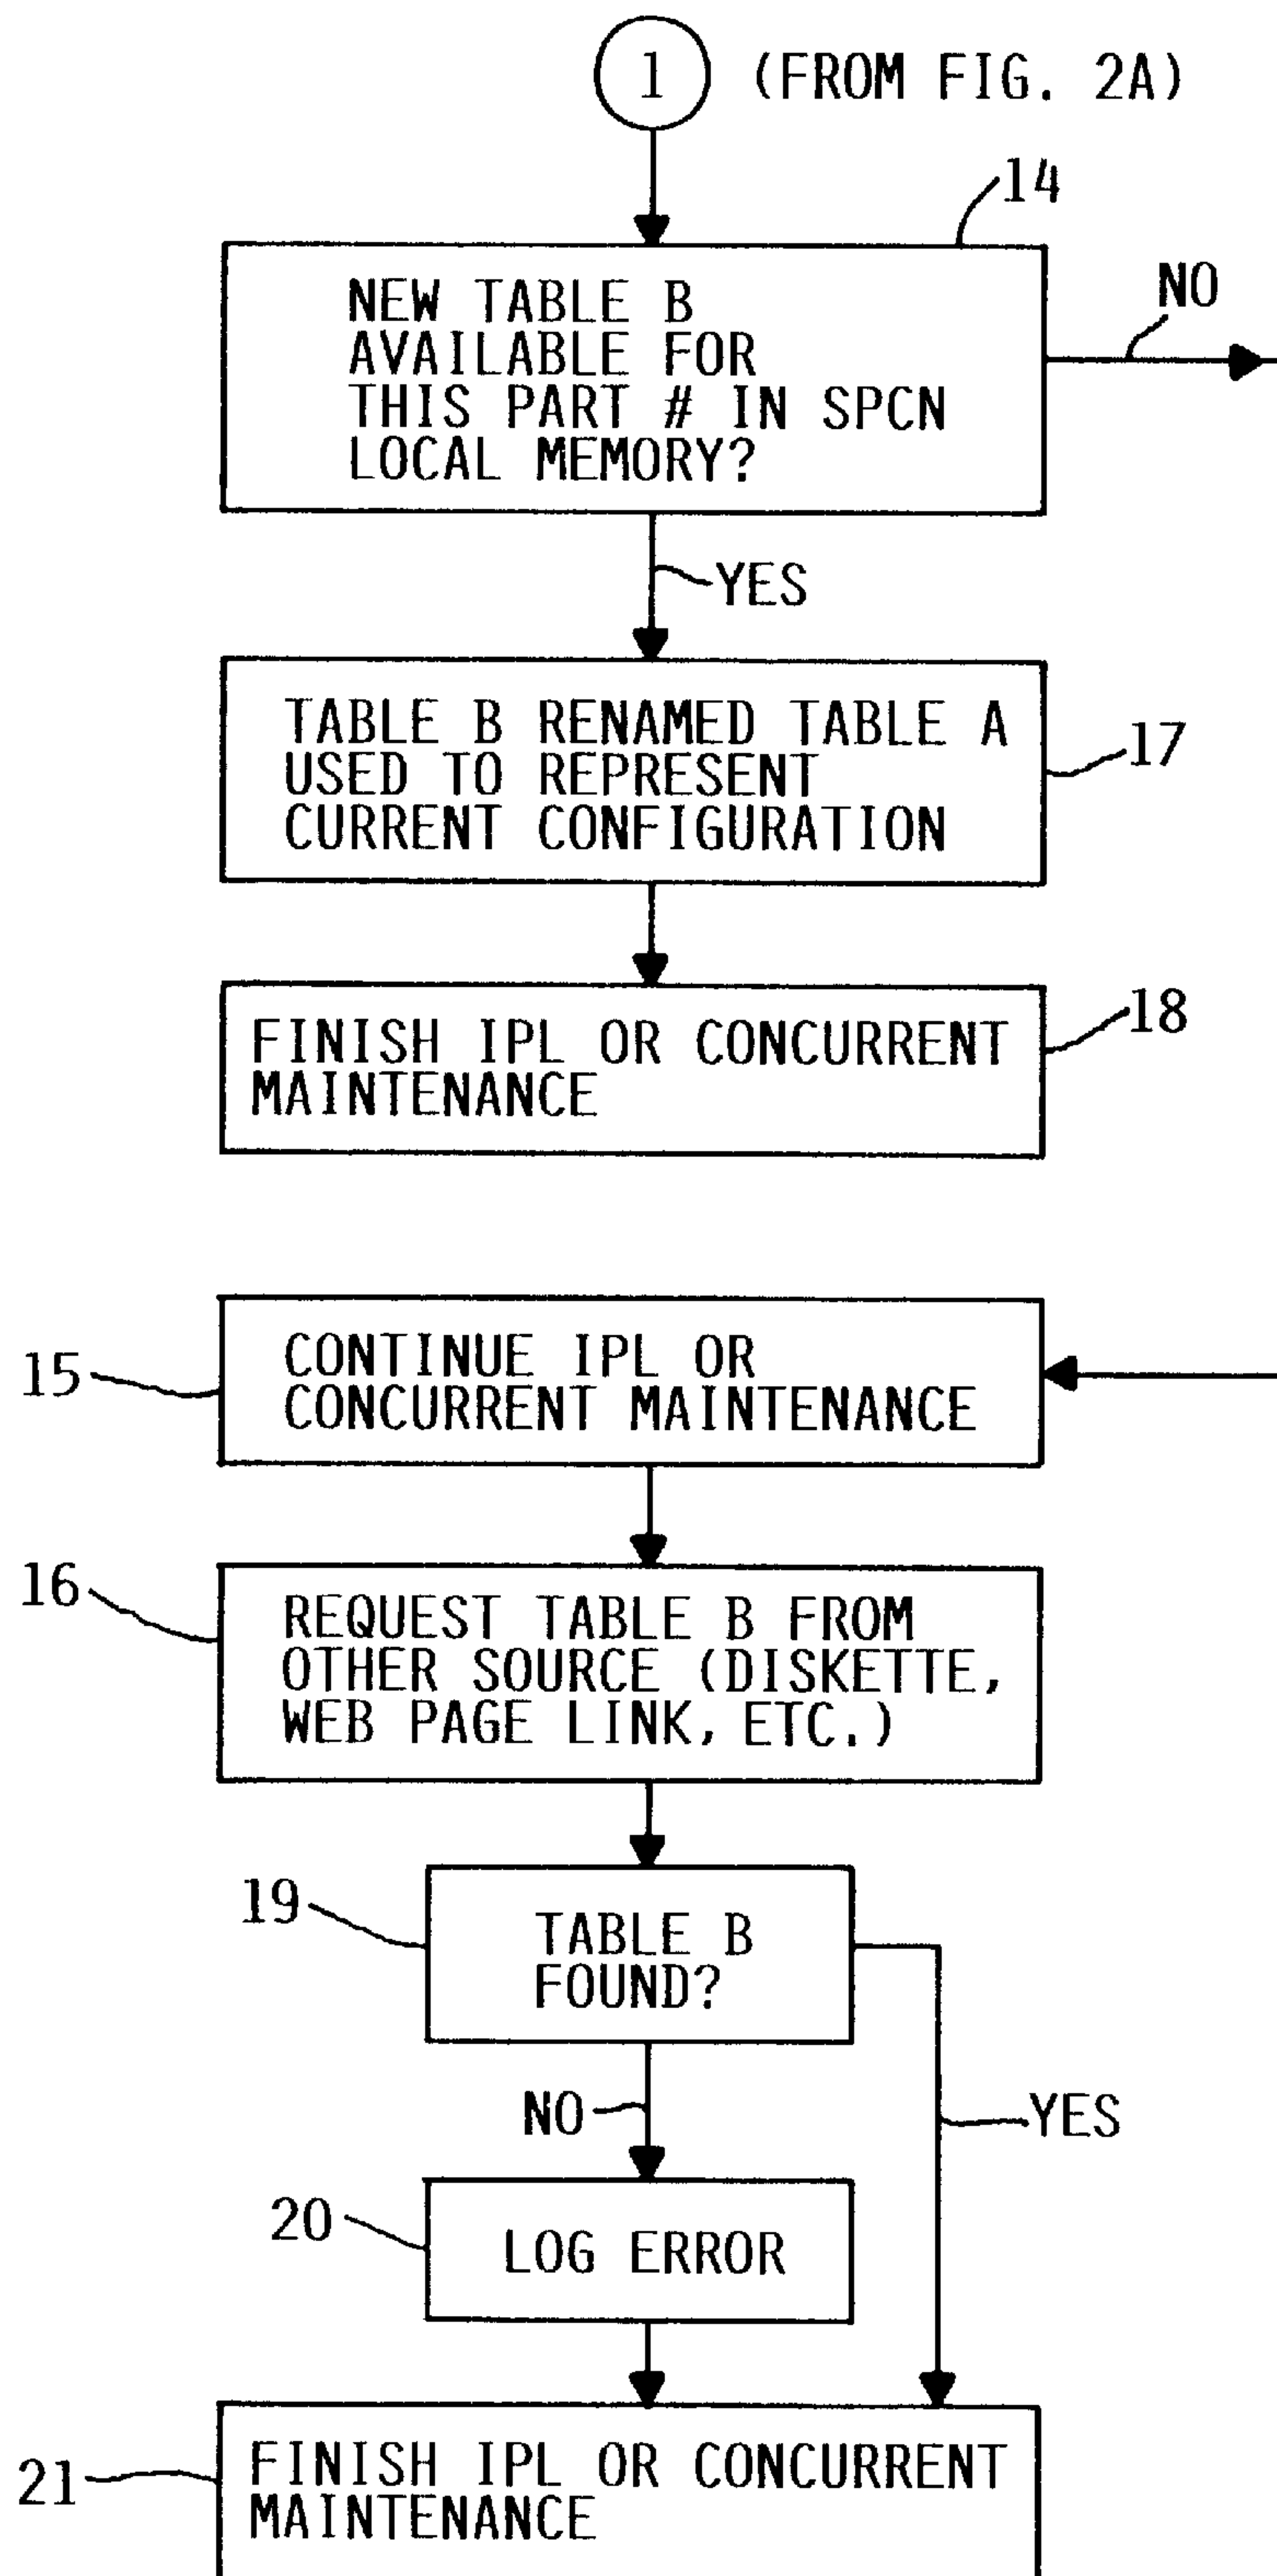 1 (FROM FIG. 2A)
14
NEW TABLE B
AVAILABLE FOR
THIS PART # IN SPCN
LOCAL MEMORY?
NO
YES
TABLE B RENAMED TABLE A
USED TO REPRESENT
CURRENT CONFIGURATION
17
FINISH IPL OR CONCURRENT
MAINTENANCE
18
15
CONTINUE IPL OR
CONCURRENT MAINTENANCE
16
REQUEST TABLE B FROM
OTHER SOURCE (DISKETTE,
WEB PAGE LINK, ETC.)
19
TABLE B
FOUND?
NO
YES
20
LOG ERROR
21
FINISH IPL OR CONCURRENT
MAINTENANCE